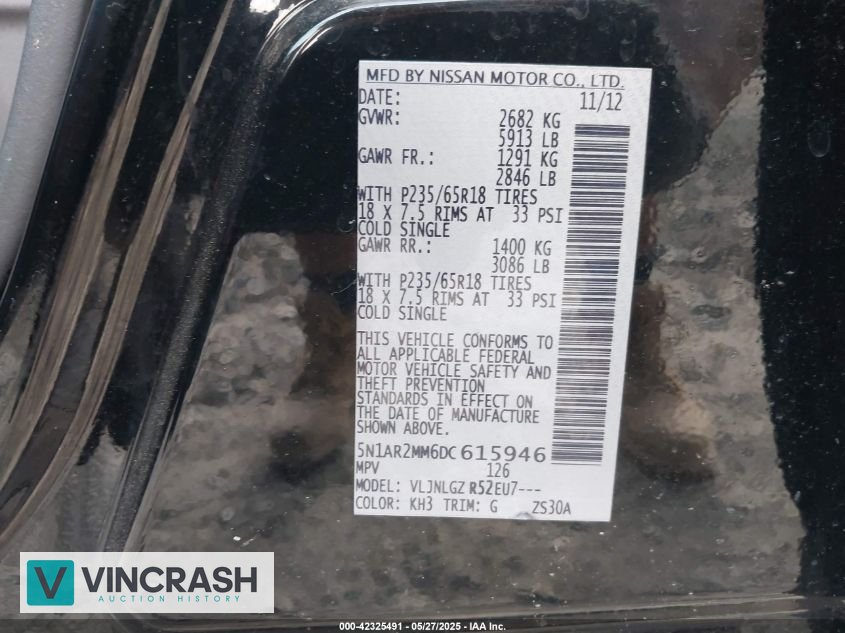 MFD BY NISSAN MOTOR CO., LTD.
DATE: 11/12
GVWR: 2682 KG
5913 LB
GAWR FR.: 1291 KG
2846 LB
WITH P235/65R18 TIRES
18 X 7.5 RIMS AT 33 PSI
COLD SINGLE
GAWR RR.: 1400 KG
3086 LB
WITH P235/65R18 TIRES
18 X 7.5 RIMS AT 33 PSI
COLD SINGLE
THIS VEHICLE CONFORMS TO
ALL APPLICABLE FEDERAL
MOTOR VEHICLE SAFETY AND
THEFT PREVENTION
STANDARDS IN EFFECT ON
THE DATE OF MANUFACTURE
SHOWN ABOVE.
5N1AR2MM6DC615946
MPV 126
MODEL: VLJNLGZ R52EU7---
COLOR: KH3 TRIM: G ZS30A
V VINCRASH
AUCTION HISTORY
000-42325491 - 05/27/2025 - IAA Inc.